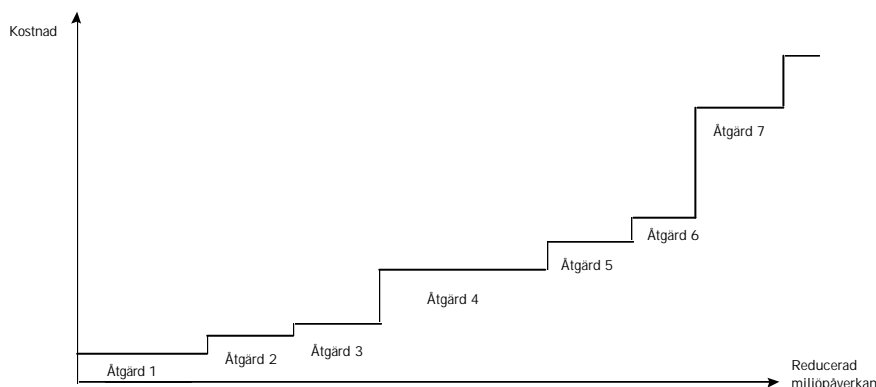 Kostnad
Åtgärd 7
Åtgärd 6
Åtgärd 5
Åtgärd 4
Åtgärd 3
Åtgärd 2
Åtgärd 1
Reducerad
miljöpåverkan